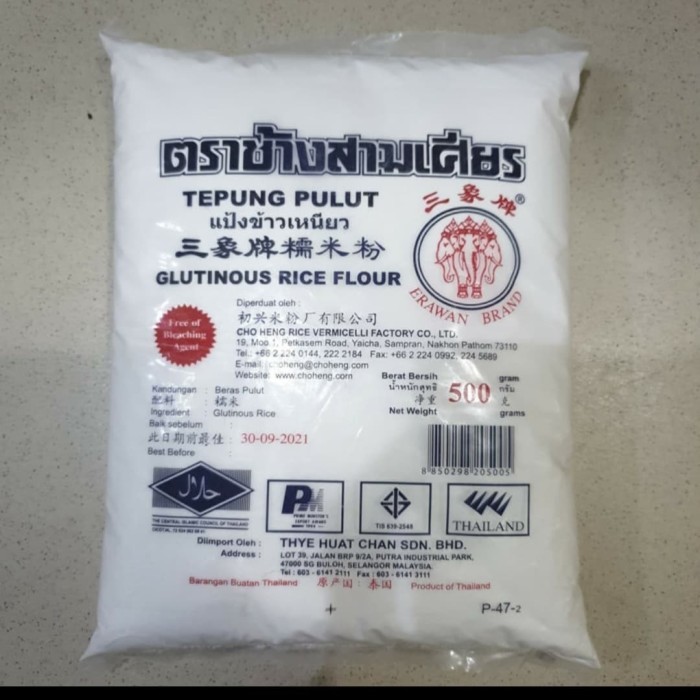 ตราช้างสามเศียร
TEPUNG PULUT
แป้งข้าวเหนียว
三象牌糯米粉
GLUTINOUS RICE FLOUR
三象牌®
ERAWAN BRAND
Free of
Bleaching
Agent
Diperduat oleh :
初兴米粉厂有限公司
CHO HENG RICE VERMICELLI FACTORY CO., LTD.
19, Moo 1, Petkasem Road, Yaicha, Sampran, Nakhon Pathom 73110
Tel.: +66 2 224 0144, 222 2184 Fax: +66 2 224 0992, 224 5689
E-mail: choheng@choheng.com
Website: www.choheng.com
Kandungan : Beras Pulut
配料 : 糯米
Ingredient : Glutinous Rice
Baik sebelum :
此日期前最佳 : 30-09-2021
Best Before :
Berat Bersih gram
น้ำหนักสุทธิ 500 กรัม
净重 克
Net Weight grams
8 850298 205005
حلال
THE CENTRAL ISLAMIC COUNCIL OF THAILAND
PM
PRIME MINISTER'S
EXPORT AWARD
TIS 639-2548
THAILAND
Diimport Oleh : THYE HUAT CHAN SDN. BHD.
Address : LOT 39, JALAN BRP 9/2A, PUTRA INDUSTRIAL PARK,
47000 SG BULOH, SELANGOR MALAYSIA.
Tel : 603 - 6141 2111 Fax : 603 - 6141 3111
Barangan Buatan Thailand 原产国 : 泰国 Product of Thailand
P-47-2